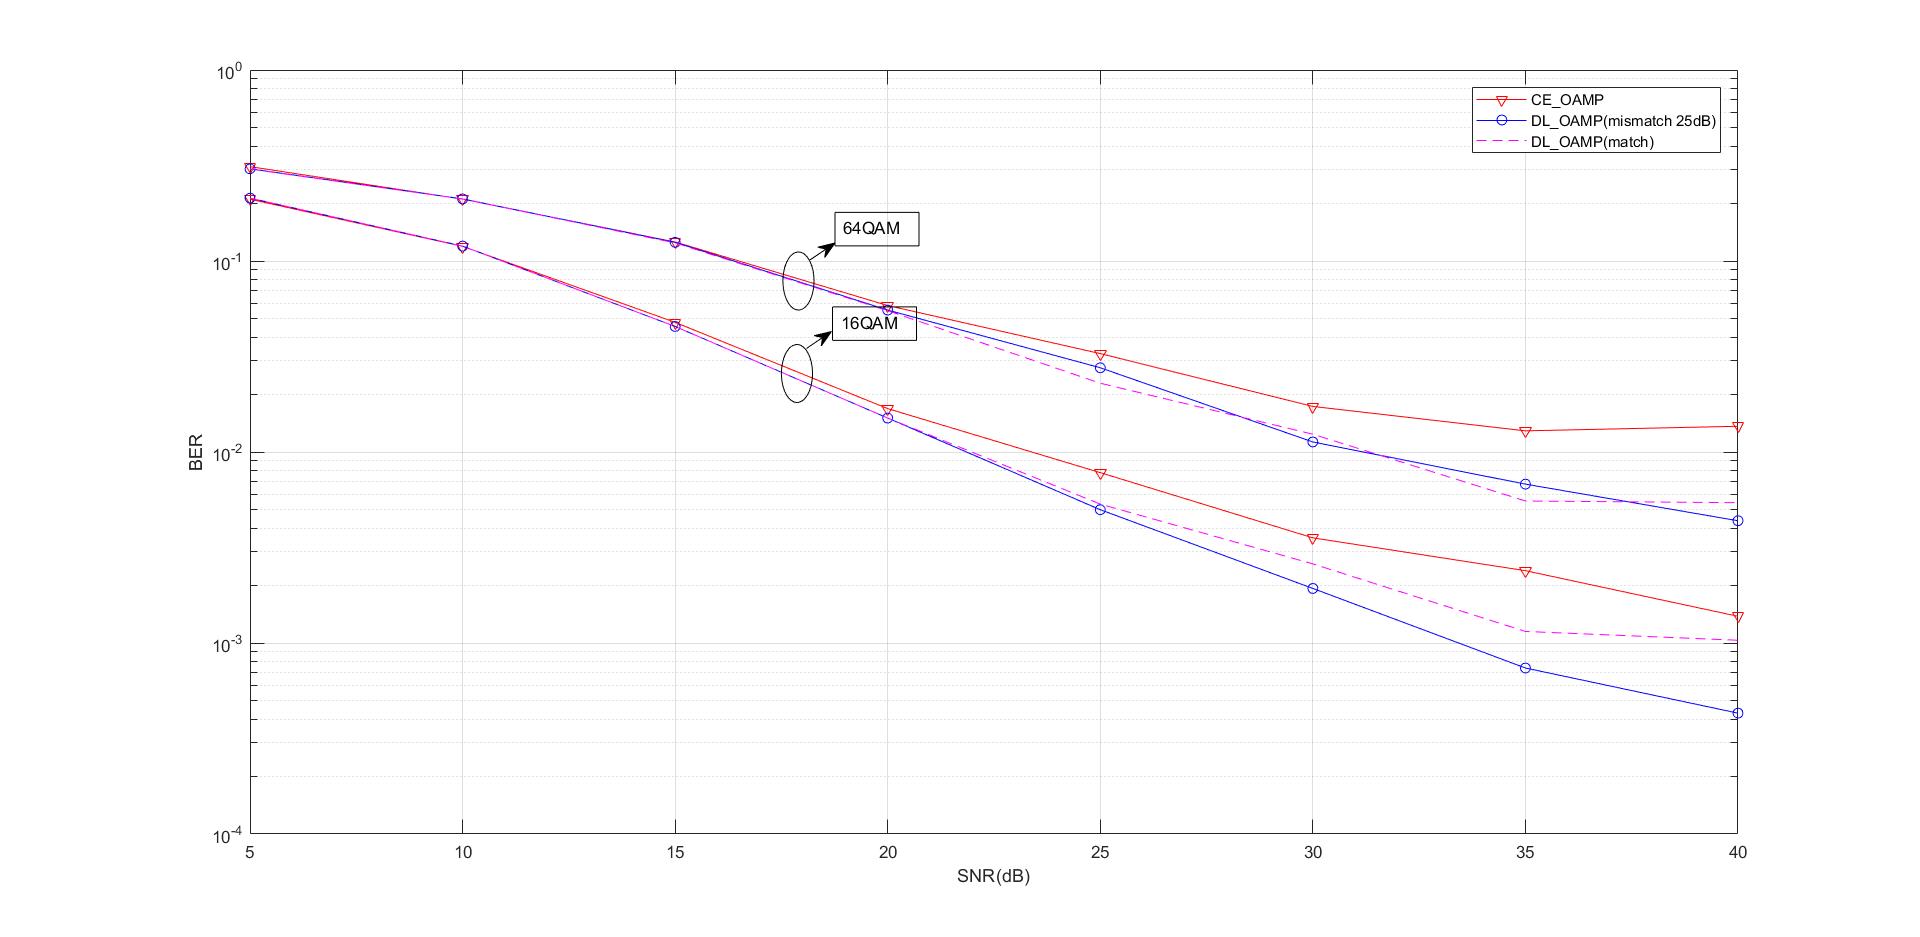 10^0
CE_OAMP
DL_OAMP(mismatch 25dB)
DL_OAMP(match)
64QAM
10^-1
16QAM
BER
10^-2
10^-3
10^-4
5 10 15 20 25 30 35 40
SNR(dB)